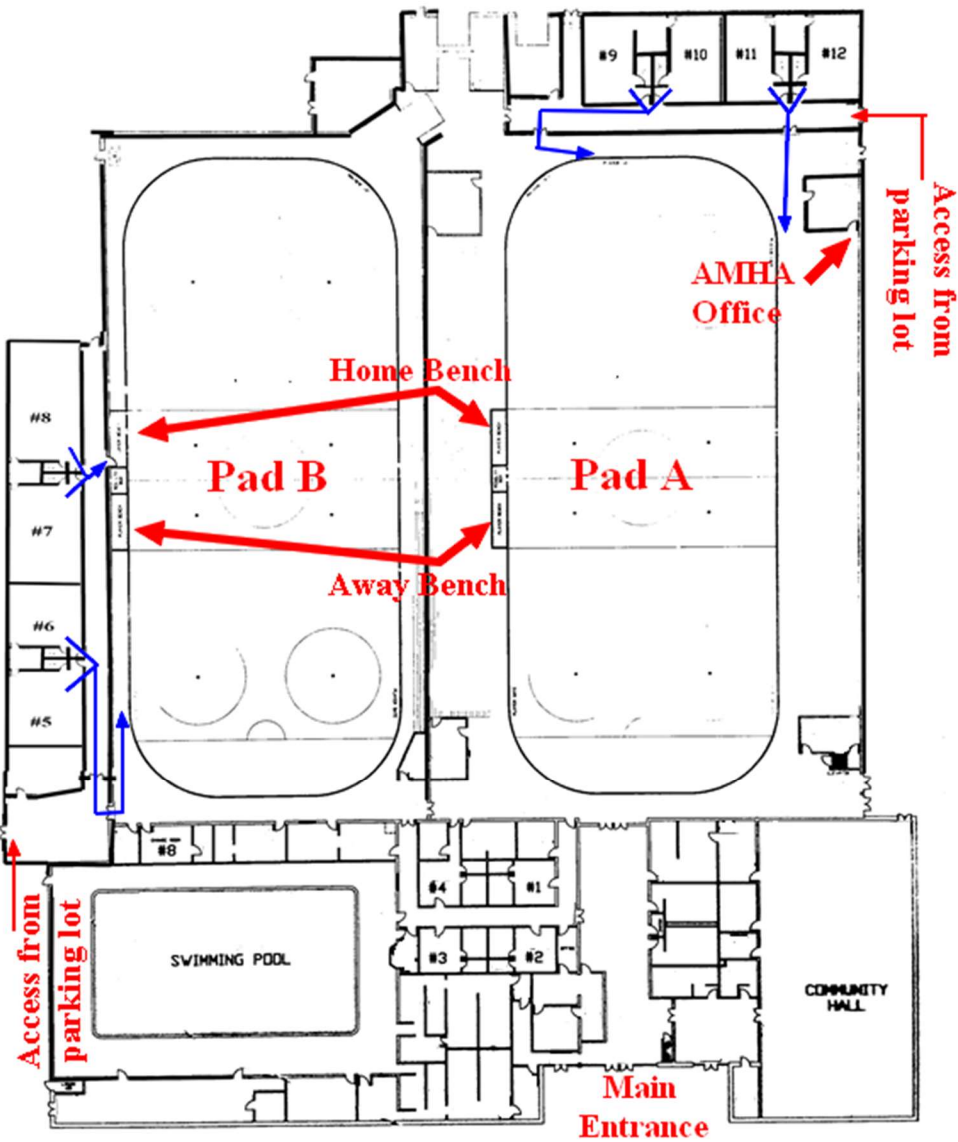 #9
#10
#11
#12
Access from
parking lot
AMHA
Office
Home Bench
#8
Pad B
Pad A
#7
Away Bench
#6
#5
#8
#4
#1
#3
#2
SWIMMING POOL
COMMUNITY
HALL
Access from
parking lot
Main
Entrance